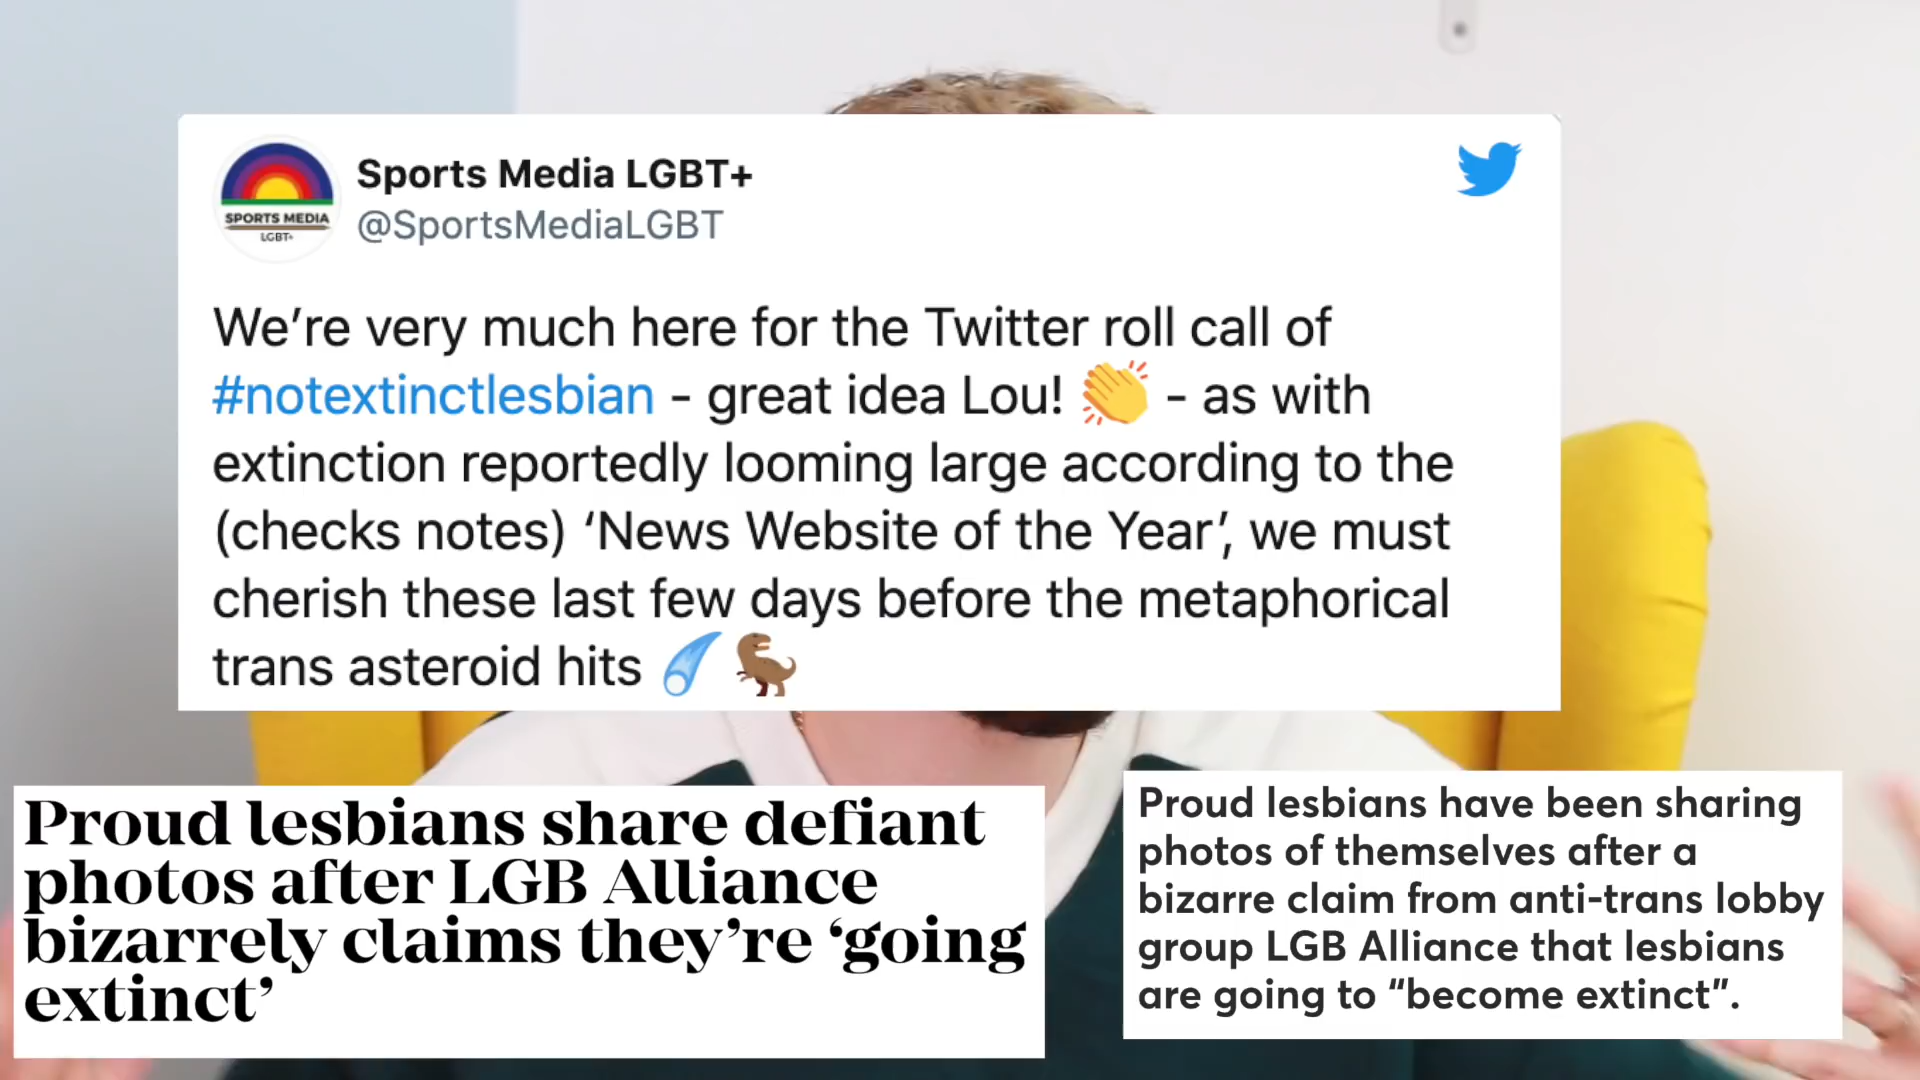 SPORTS MEDIA
LGBT+
Sports Media LGBT+
@SportsMediaLGBT
We’re very much here for the Twitter roll call of
#notextinctlesbian - great idea Lou! 👏 - as with
extinction reportedly looming large according to the
(checks notes) ‘News Website of the Year’, we must
cherish these last few days before the metaphorical
trans asteroid hits ☄️🦖
Proud lesbians share defiant
photos after LGB Alliance
bizarrely claims they’re ‘going
extinct’
Proud lesbians have been sharing
photos of themselves after a
bizarre claim from anti-trans lobby
group LGB Alliance that lesbians
are going to “become extinct”.